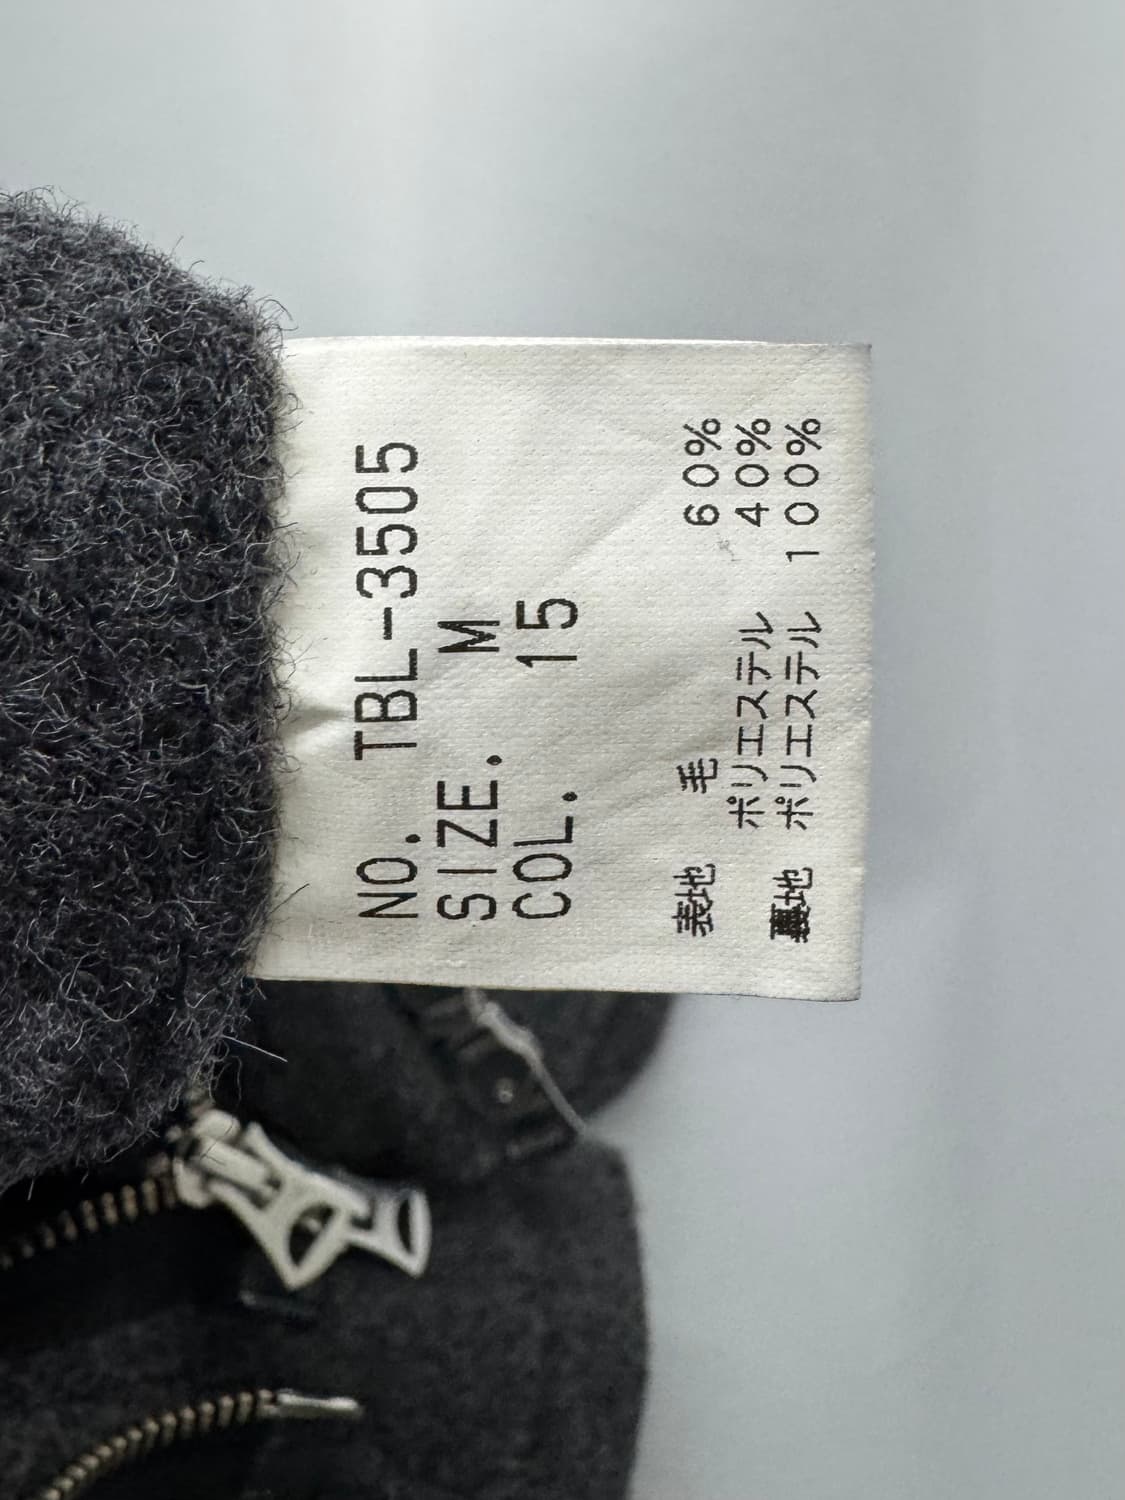 NO. TBL-3505
SIZE. M
COL. 15
表地 毛 60%
ポリエステル 40%
裏地 ポリエステル 100%